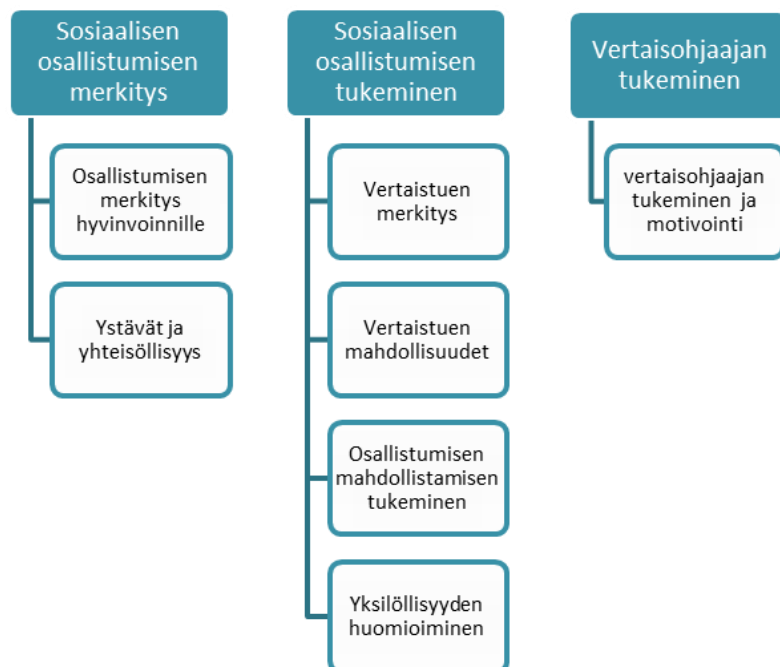 Sosiaalisen
osallistumisen
merkitys
Osallistumisen
merkitys
hyvinvoinnille
Ystävät ja
yhteisöllisyys
Sosiaalisen
osallistumisen
tukeminen
Vertaistuen
merkitys
Vertaistuen
mahdollisuudet
Osallistumisen
mahdollistamisen
tukeminen
Yksilöllisyyden
huomioiminen
Vertaisohjaajan
tukeminen
vertaisohjaajan
tukeminen ja
motivointi